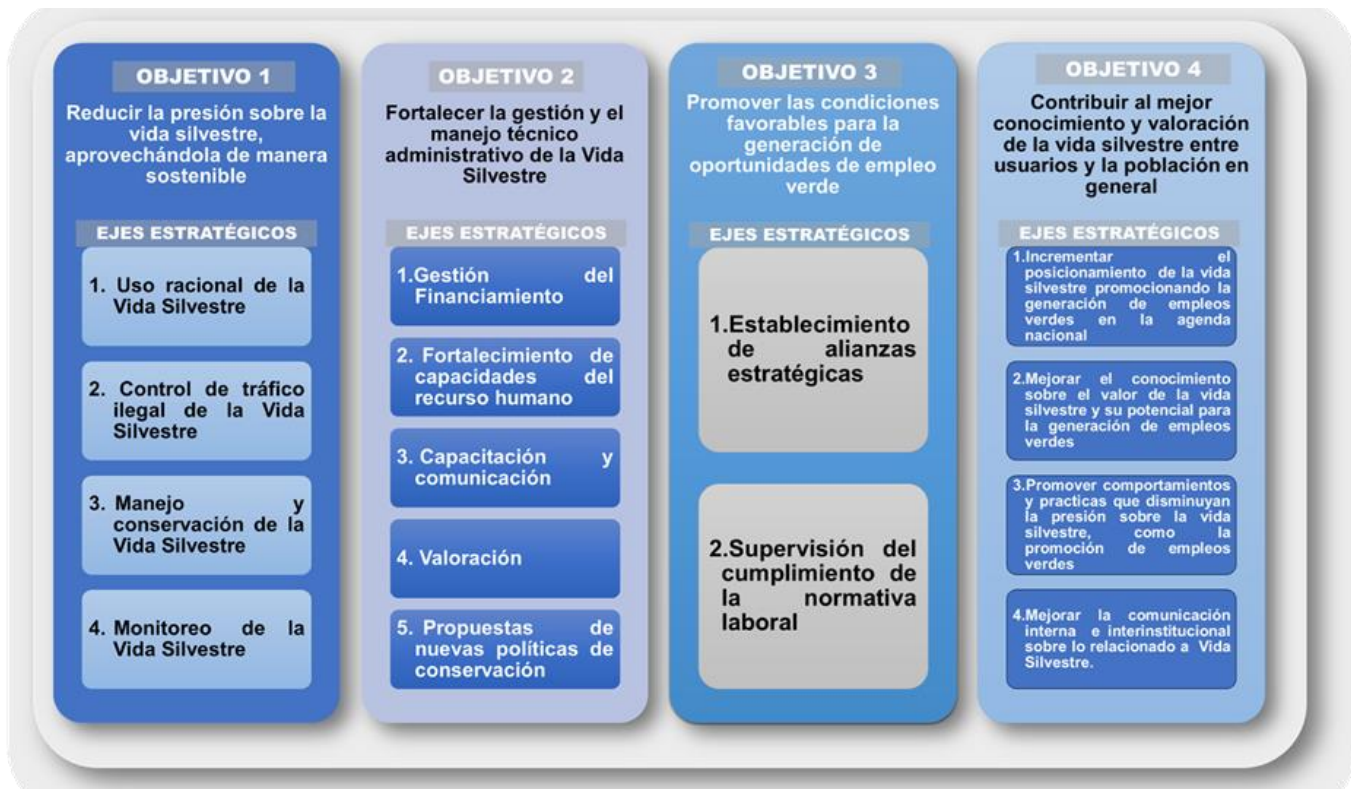 OBJETIVO 1
Reducir la presión sobre la
vida silvestre,
aprovechándola de manera
sostenible
EJES ESTRATÉGICOS
1. Uso racional de la
Vida Silvestre
2. Control de tráfico
ilegal de la Vida
Silvestre
3. Manejo y
conservación de la
Vida Silvestre
4. Monitoreo de la
Vida Silvestre
OBJETIVO 2
Fortalecer la gestión y el
manejo técnico
administrativo de la Vida
Silvestre
EJES ESTRATÉGICOS
1.Gestión del
Financiamiento
2. Fortalecimiento de
capacidades del
recurso humano
3. Capacitación y
comunicación
4. Valoración
5. Propuestas de
nuevas políticas de
conservación
OBJETIVO 3
Promover las condiciones
favorables para la
generación de
oportunidades de empleo
verde
EJES ESTRATÉGICOS
1.Establecimiento
de alianzas
estratégicas
2.Supervisión del
cumplimiento de
la normativa
laboral
OBJETIVO 4
Contribuir al mejor
conocimiento y valoración
de la vida silvestre entre
usuarios y la población en
general
EJES ESTRATÉGICOS
1.Incrementar el
posicionamiento de la vida
silvestre promocionando la
generación de empleos
verdes en la agenda
nacional
2.Mejorar el conocimiento
sobre el valor de la vida
silvestre y su potencial para
la generación de empleos
verdes
3.Promover comportamientos
y practicas que disminuyan
la presión sobre la vida
silvestre, como la
promoción de empleos
verdes
4.Mejorar la comunicación
interna e interinstitucional
sobre lo relacionado a Vida
Silvestre.